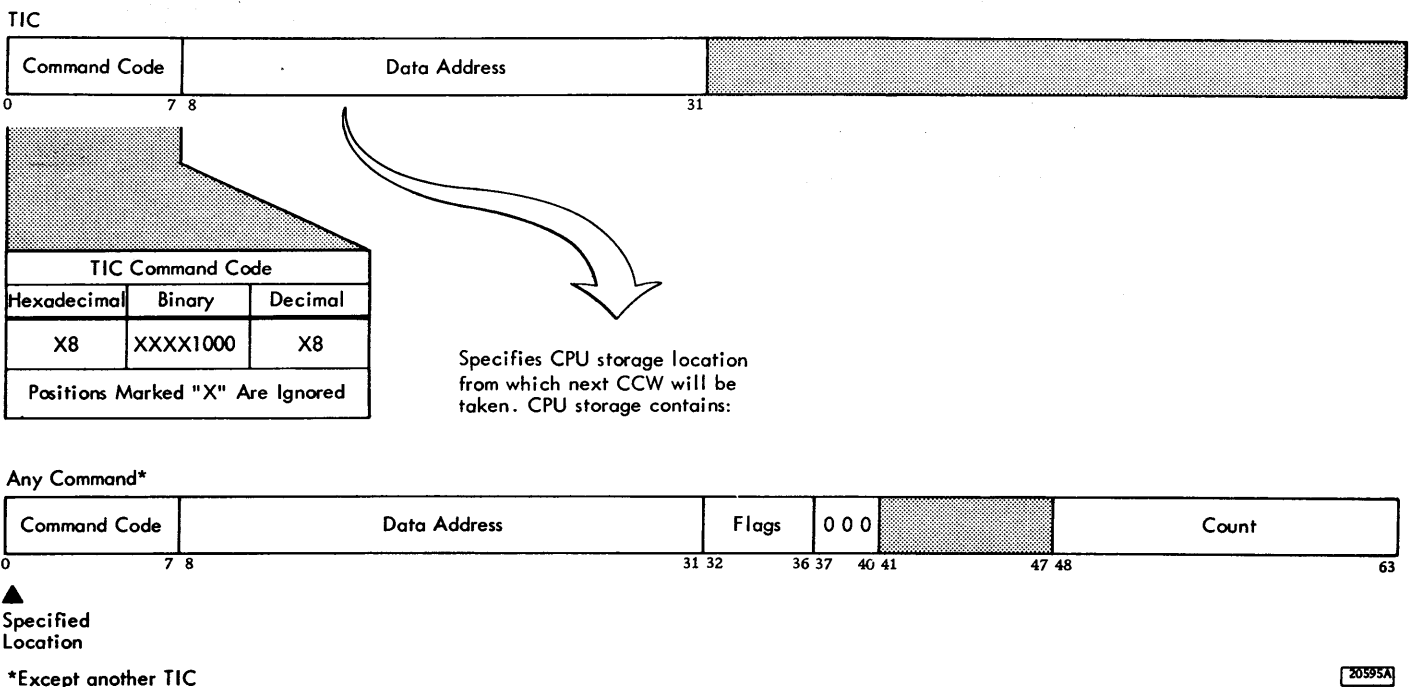 TIC
Command Code Data Address
0 7 8 31
TIC Command Code
Hexadecimal Binary Decimal
X8 XXXX1000 X8
Positions Marked "X" Are Ignored
Specifies CPU storage location
from which next CCW will be
taken. CPU storage contains:
Any Command*
Command Code Data Address Flags 0 0 0 Count
0 7 8 31 32 36 37 40 41 47 48 63
Specified
Location
*Except another TIC
20595A